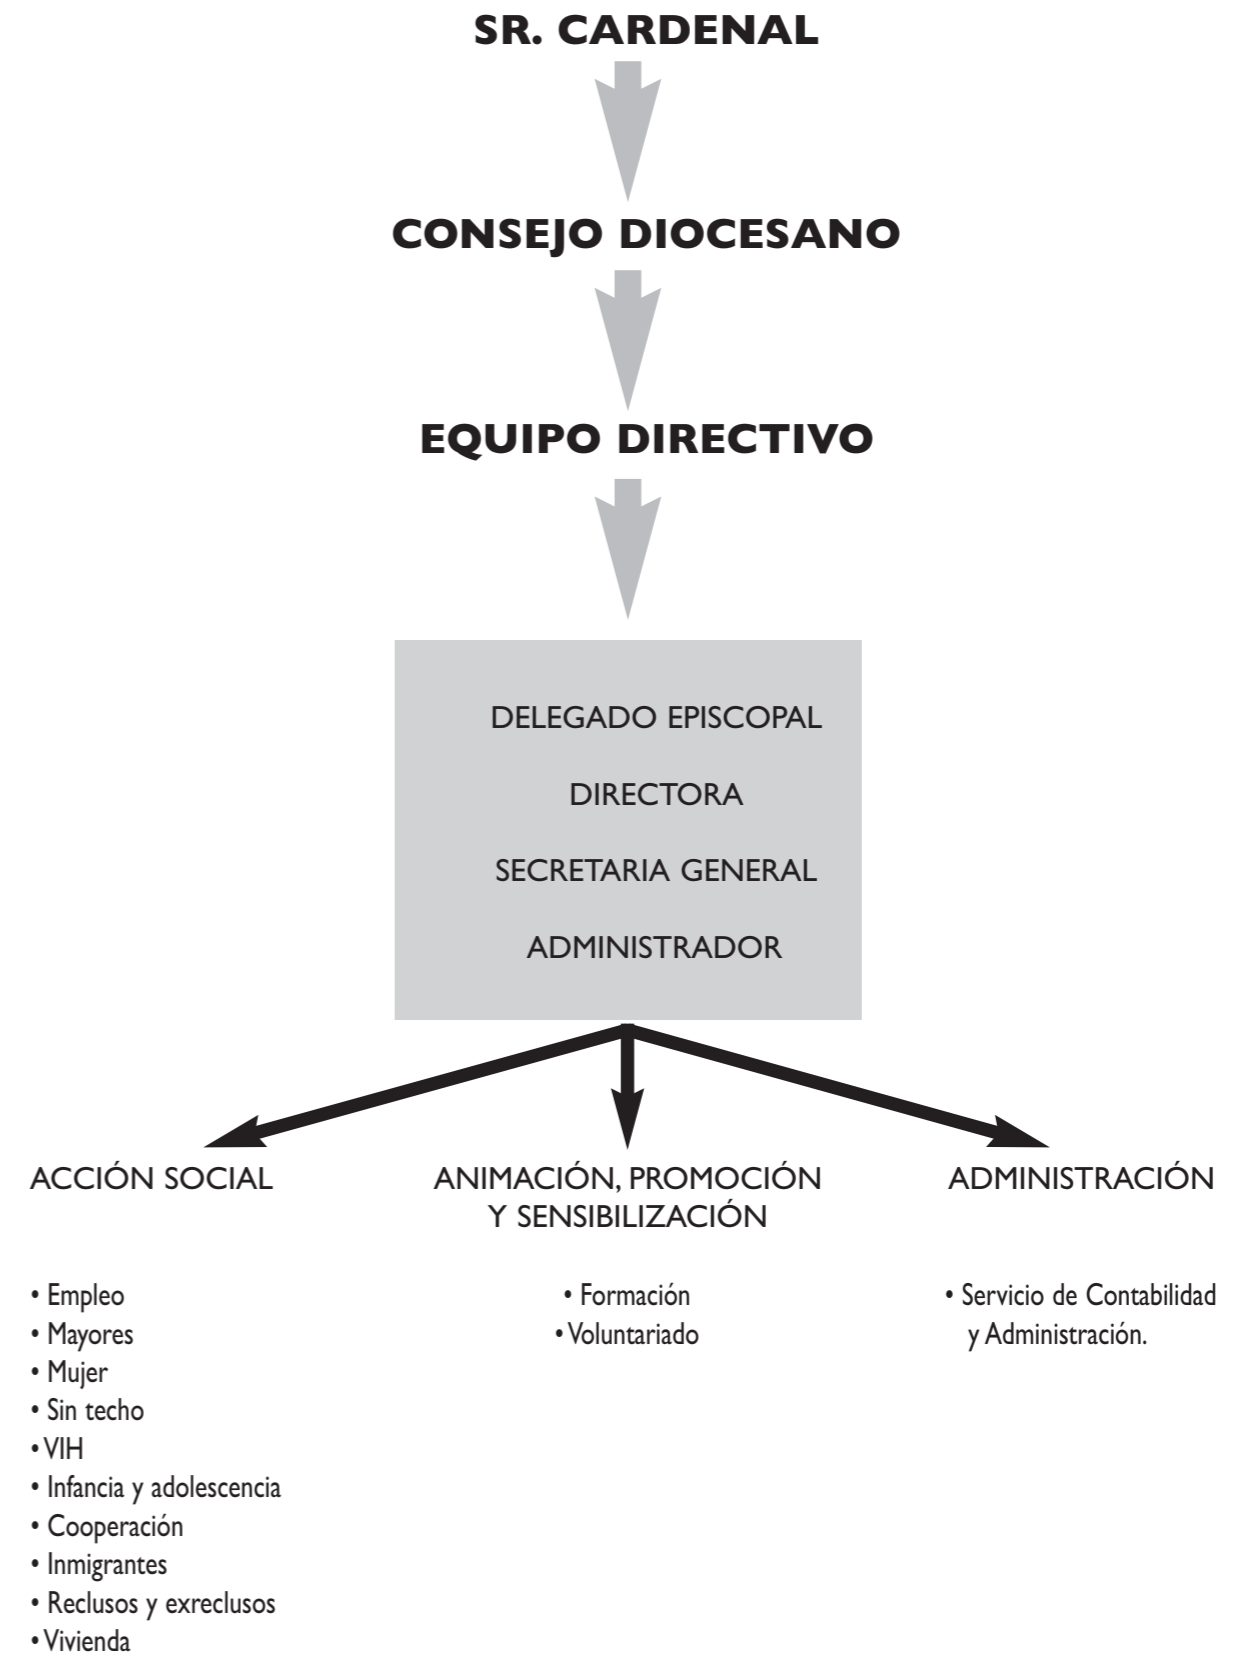 SR. CARDENAL
CONSEJO DIOCESANO
EQUIPO DIRECTIVO
DELEGADO EPISCOPAL
DIRECTORA
SECRETARIA GENERAL
ADMINISTRADOR
ACCIÓN SOCIAL
• Empleo
• Mayores
• Mujer
• Sin techo
• VIH
• Infancia y adolescencia
• Cooperación
• Inmigrantes
• Reclusos y exreclusos
• Vivienda
ANIMACIÓN, PROMOCIÓN
Y SENSIBILIZACIÓN
• Formación
• Voluntariado
ADMINISTRACIÓN
• Servicio de Contabilidad
y Administración.